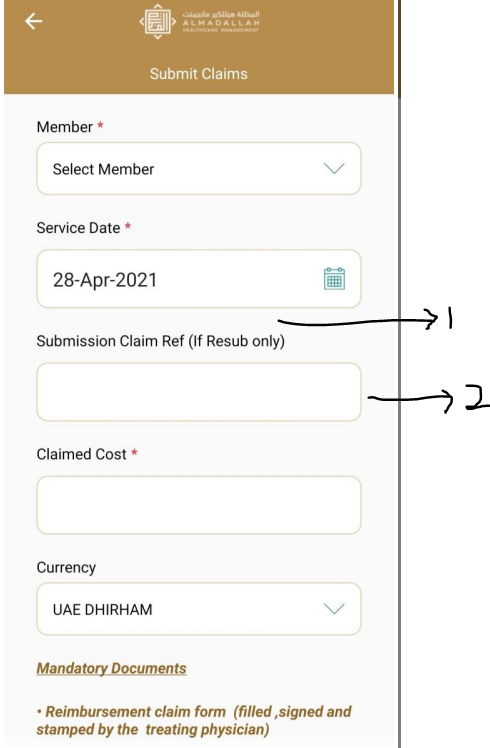 المظلة هيلثكير مانجمنت
ALMADALLAH
HEALTHCARE MANAGEMENT
Submit Claims
Member *
Select Member
Service Date *
28-Apr-2021
1
Submission Claim Ref (If Resub only)
2
Claimed Cost *
Currency
UAE DHIRHAM
Mandatory Documents
• Reimbursement claim form (filled ,signed and
stamped by the treating physician)